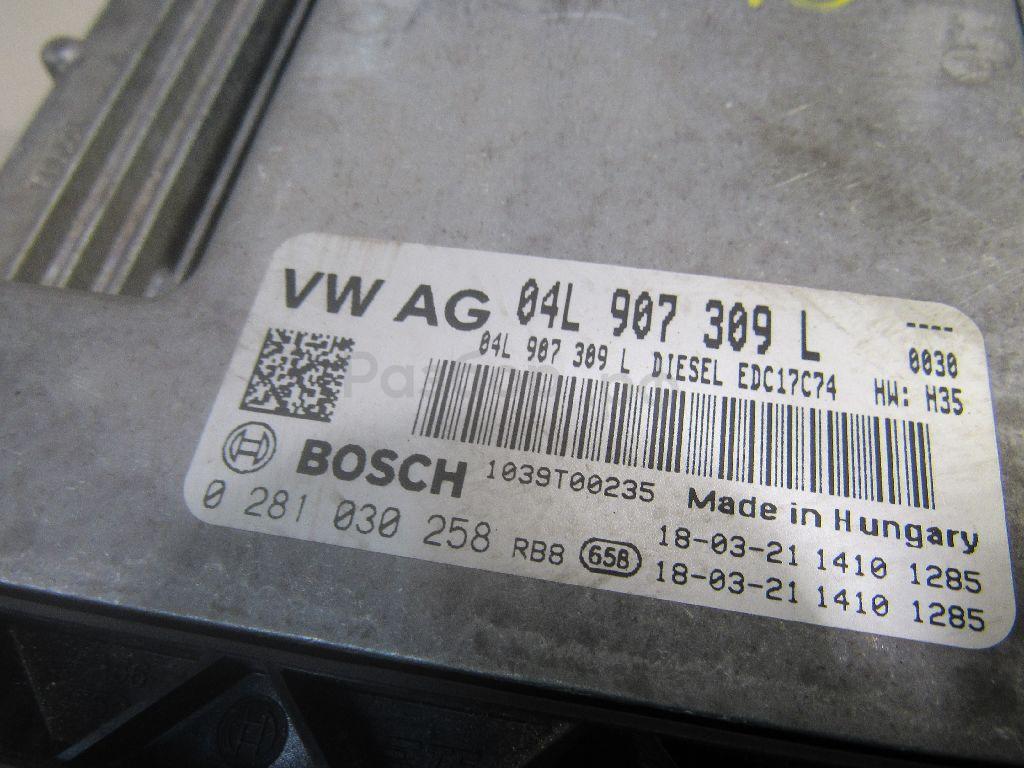 VW AG 04L 907 309 L ----
04L 907 309 L DIESEL EDC17C74 0030
HW: H35
BOSCH 1039T00235 Made in Hungary
0 281 030 258 RB8 658 18-03-21 1410 1285
18-03-21 1410 1285